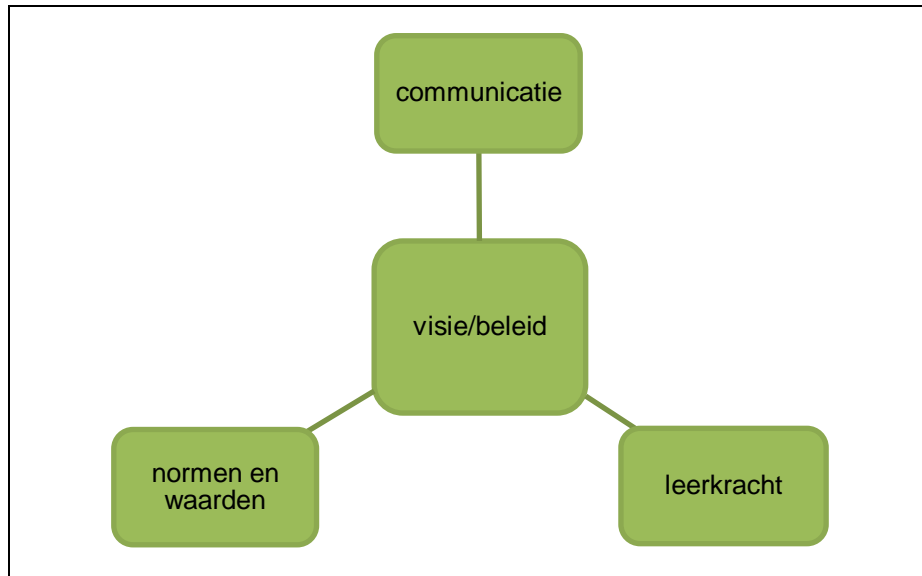 communicatie
visie/beleid
normen en
waarden
leerkracht